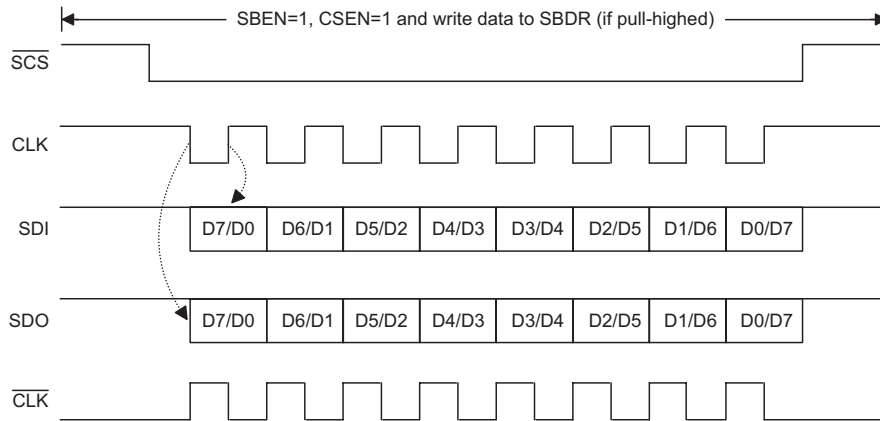 SBEN=1, CSEN=1 and write data to SBDR (if pull-highed)
SCS
CLK
SDI
D7/D0 D6/D1 D5/D2 D4/D3 D3/D4 D2/D5 D1/D6 D0/D7
SDO
D7/D0 D6/D1 D5/D2 D4/D3 D3/D4 D2/D5 D1/D6 D0/D7
CLK